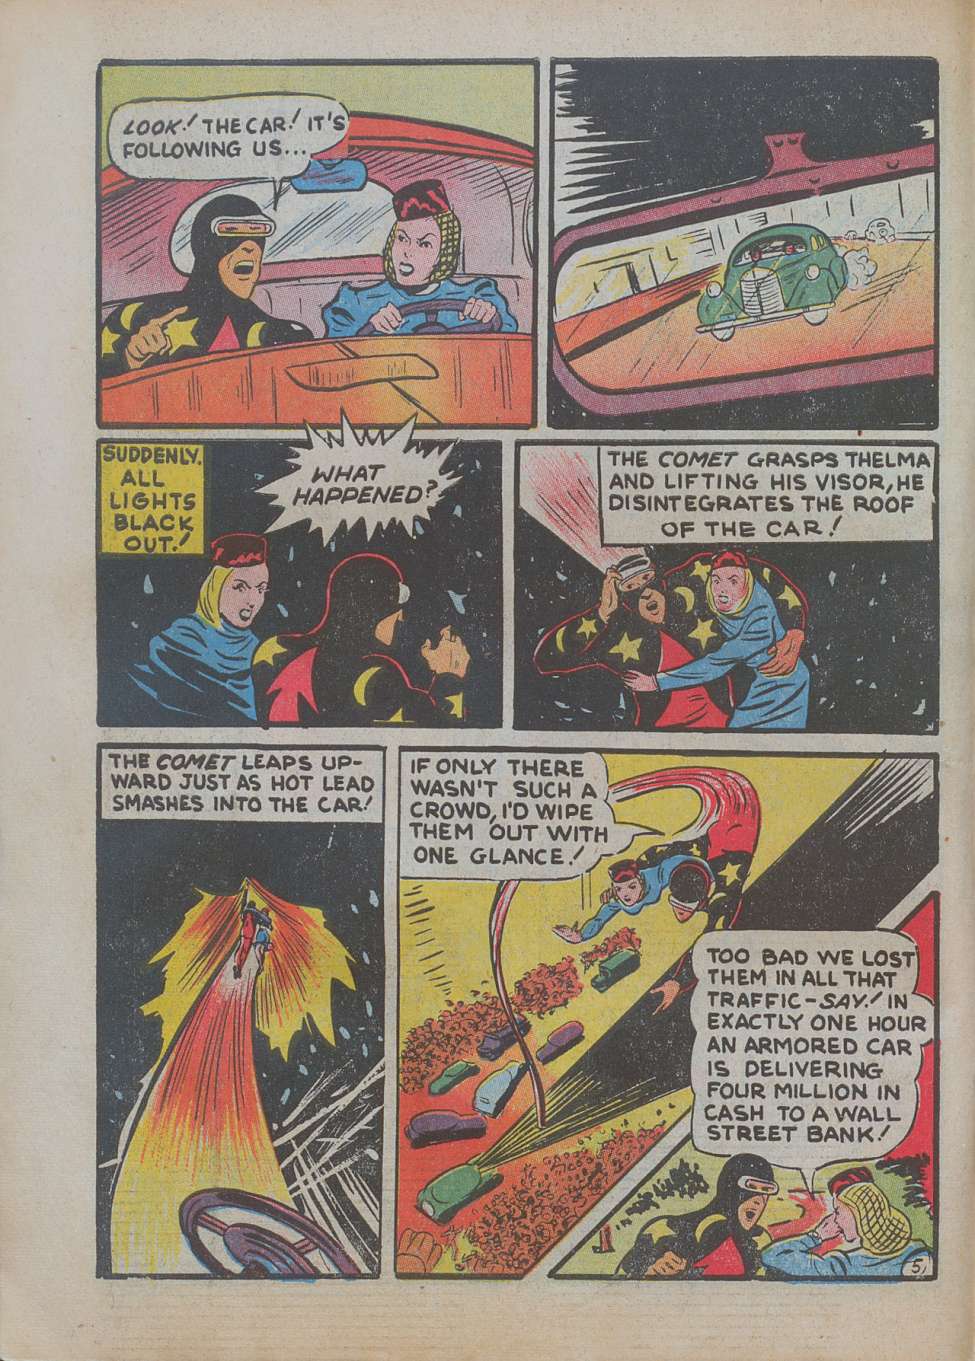 LOOK! THE CAR! IT'S
FOLLOWING US...
SUDDENLY,
ALL
LIGHTS
BLACK
OUT!
WHAT
HAPPENED?
THE COMET GRASPS THELMA
AND LIFTING HIS VISOR, HE
DISINTEGRATES THE ROOF
OF THE CAR!
THE COMET LEAPS UP-
WARD JUST AS HOT LEAD
SMASHES INTO THE CAR!
IF ONLY THERE
WASN'T SUCH A
CROWD, I'D WIPE
THEM OUT WITH
ONE GLANCE!
TOO BAD WE LOST
THEM IN ALL THAT
TRAFFIC-SAY! IN
EXACTLY ONE HOUR
AN ARMORED CAR
IS DELIVERING
FOUR MILLION IN
CASH TO A WALL
STREET BANK!
5